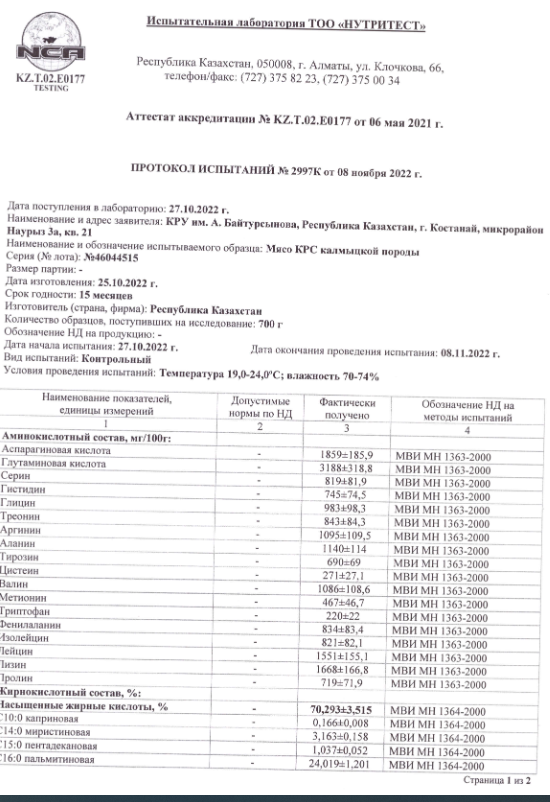 Испытательная лаборатория ТОО «НУТРИТЕСТ»
NCA
KZ.T.02.E0177
TESTING
Республика Казахстан, 050008, г. Алматы, ул. Клочкова, 66,
телефон/факс: (727) 375 82 23, (727) 375 00 34
Аттестат аккредитации № KZ.T.02.E0177 от 06 мая 2021 г.
ПРОТОКОЛ ИСПЫТАНИЙ № 2997К от 08 ноября 2022 г.
Дата поступления в лабораторию: 27.10.2022 г.
Наименование и адрес заявителя: КРУ им. А. Байтурсынова, Республика Казахстан, г. Костанай, микрорайон
Наурыз 3а, кв. 21
Наименование и обозначение испытываемого образца: Мясо КРС калмыцкой породы
Серия (№ лота): №46044515
Размер партии: -
Дата изготовления: 25.10.2022 г.
Срок годности: 15 месяцев
Изготовитель (страна, фирма): Республика Казахстан
Количество образцов, поступивших на исследование: 700 г
Обозначение НД на продукцию: -
Дата начала испытания: 27.10.2022 г. Дата окончания проведения испытания: 08.11.2022 г.
Вид испытаний: Контрольный
Условия проведения испытаний: Температура 19,0-24,0ºС; влажность 70-74%
Наименование показателей, Допустимые Фактически Обозначение НД на
единицы измерений нормы по НД получено методы испытаний
1 2 3 4
Аминокислотный состав, мг/100г:
Аспарагиновая кислота - 1859±185,9 МВИ МН 1363-2000
Глутаминовая кислота - 3188±318,8 МВИ МН 1363-2000
Серин - 819±81,9 МВИ МН 1363-2000
Гистидин - 745±74,5 МВИ МН 1363-2000
Глицин - 983±98,3 МВИ МН 1363-2000
Треонин - 843±84,3 МВИ МН 1363-2000
Аргинин - 1095±109,5 МВИ МН 1363-2000
Аланин - 1140±114 МВИ МН 1363-2000
Тирозин - 690±69 МВИ МН 1363-2000
Цистеин - 271±27,1 МВИ МН 1363-2000
Валин - 1086±108,6 МВИ МН 1363-2000
Метионин - 467±46,7 МВИ МН 1363-2000
Триптофан - 220±22 МВИ МН 1363-2000
Фенилаланин - 834±83,4 МВИ МН 1363-2000
Изолейцин - 821±82,1 МВИ МН 1363-2000
Лейцин - 1551±155,1 МВИ МН 1363-2000
Лизин - 1668±166,8 МВИ МН 1363-2000
Пролин - 719±71,9 МВИ МН 1363-2000
Жирнокислотный состав, %:
Насыщенные жирные кислоты, % - 70,293±3,515 МВИ МН 1364-2000
С10:0 каприновая - 0,166±0,008 МВИ МН 1364-2000
С14:0 миристиновая - 3,163±0,158 МВИ МН 1364-2000
С15:0 пентадекановая - 1,037±0,052 МВИ МН 1364-2000
С16:0 пальмитиновая - 24,019±1,201 МВИ МН 1364-2000
Страница 1 из 2